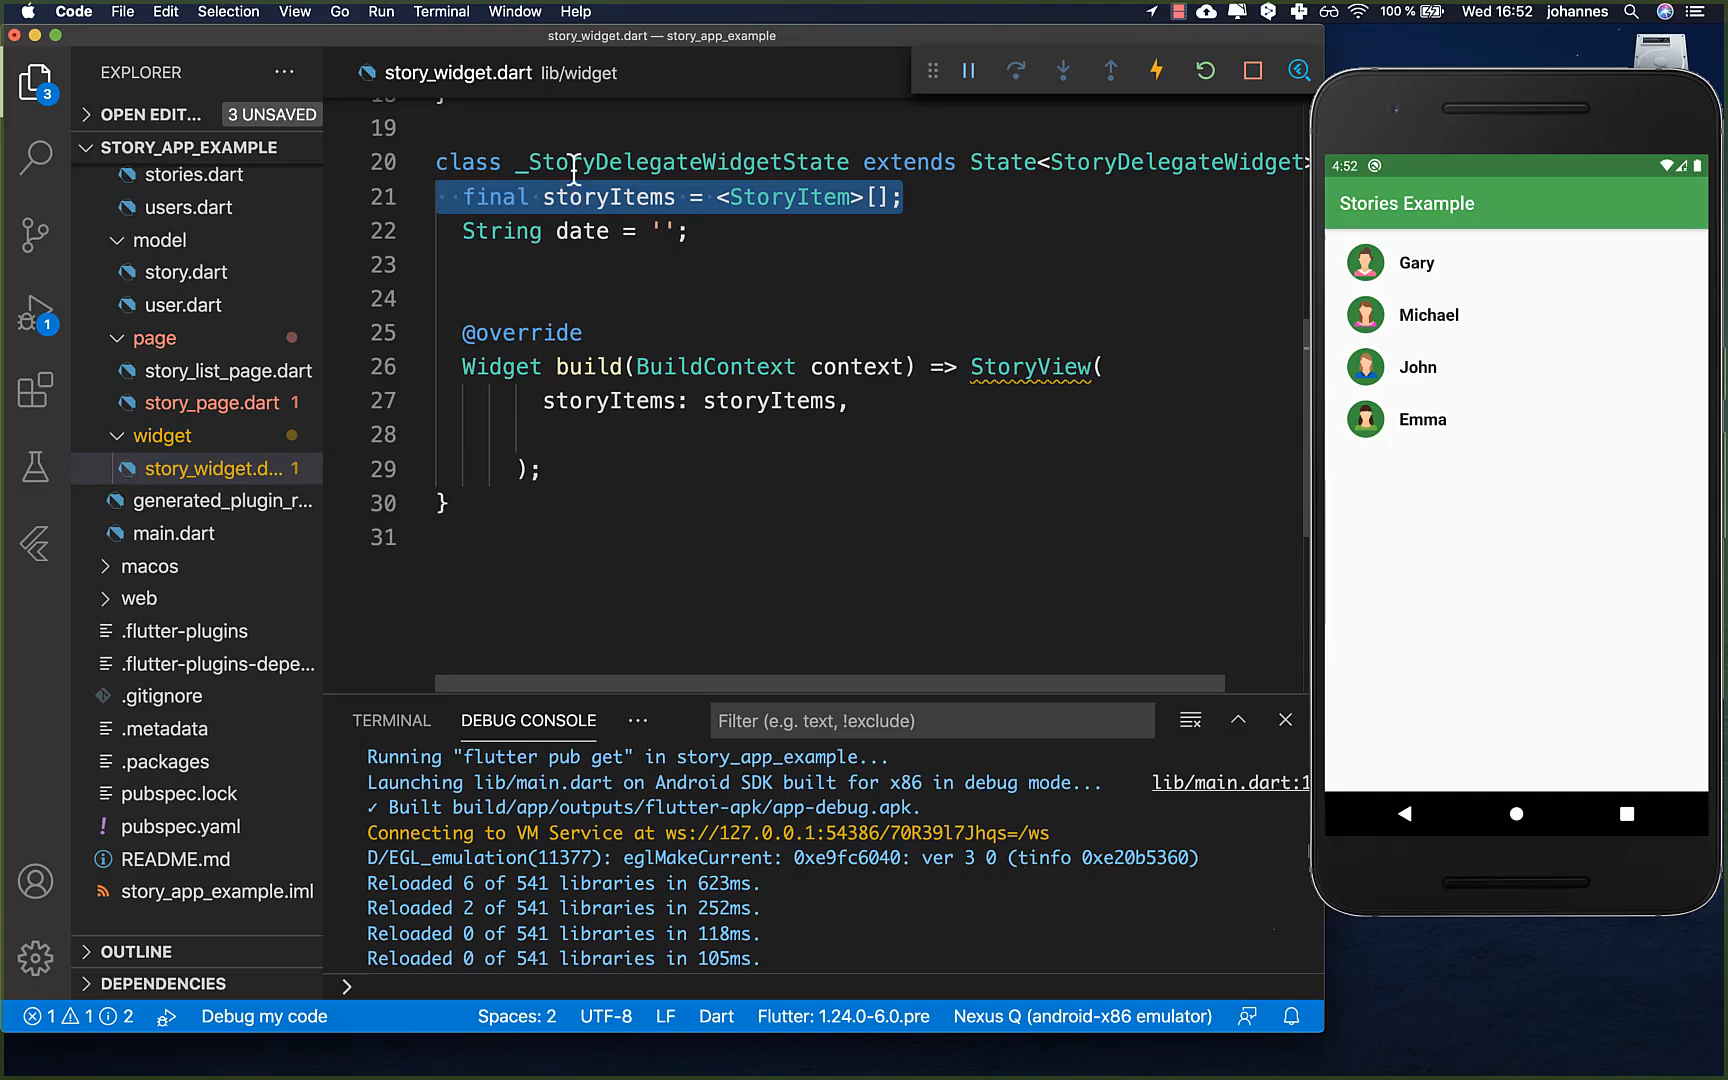 Code File Edit Selection View Go Run Terminal Window Help 100 % Wed 16:52 johannes
story_widget.dart — story_app_example
EXPLORER
OPEN EDIT... 3 UNSAVED
STORY_APP_EXAMPLE
stories.dart
users.dart
model
story.dart
user.dart
page
story_list_page.dart
story_page.dart 1
widget
story_widget.d... 1
generated_plugin_r...
main.dart
macos
web
.flutter-plugins
.flutter-plugins-depe...
.gitignore
.metadata
.packages
pubspec.lock
pubspec.yaml
README.md
story_app_example.iml
OUTLINE
DEPENDENCIES
3
1
story_widget.dart lib/widget
18 }
19
20 class _StoryDelegateWidgetState extends State<StoryDelegateWidget>
21 final storyItems = <StoryItem>[];
22 String date = '';
23
24
25 @override
26 Widget build(BuildContext context) => StoryView(
27 storyItems: storyItems,
28
29 );
30 }
31
TERMINAL DEBUG CONSOLE ... Filter (e.g. text, !exclude)
Running "flutter pub get" in story_app_example...
Launching lib/main.dart on Android SDK built for x86 in debug mode... lib/main.dart:1
✓ Built build/app/outputs/flutter-apk/app-debug.apk.
Connecting to VM Service at ws://127.0.0.1:54386/70R39l7Jhqs=/ws
D/EGL_emulation(11377): eglMakeCurrent: 0xe9fc6040: ver 3 0 (tinfo 0xe20b5360)
Reloaded 6 of 541 libraries in 623ms.
Reloaded 2 of 541 libraries in 252ms.
Reloaded 0 of 541 libraries in 118ms.
Reloaded 0 of 541 libraries in 105ms.
1 1 2 Debug my code Spaces: 2 UTF-8 LF Dart Flutter: 1.24.0-6.0.pre Nexus Q (android-x86 emulator)
4:52
Stories Example
Gary
Michael
John
Emma